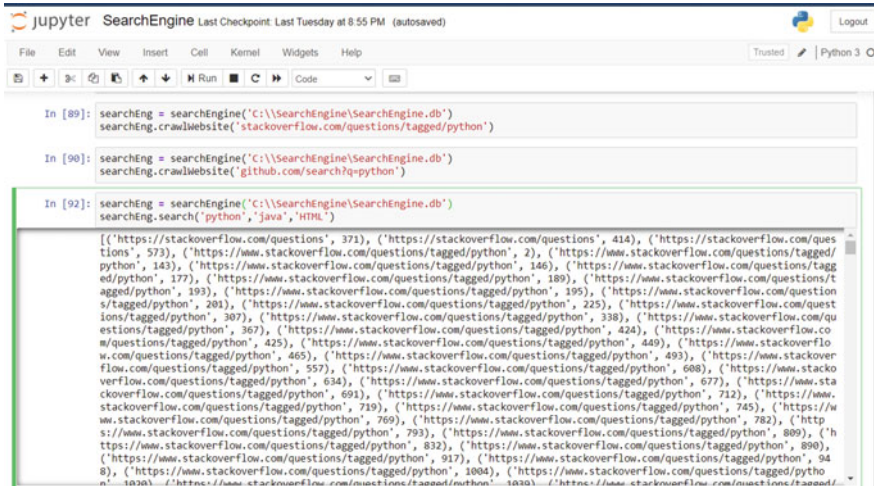 jupyter SearchEngine Last Checkpoint: Last Tuesday at 8:55 PM (autosaved)
Logout
File Edit View Insert Cell Kernel Widgets Help
Trusted Python 3
Run Code
In [89]: searchEng = searchEngine('C:\\SearchEngine\SearchEngine.db')
searchEng.crawlWebsite('stackoverflow.com/questions/tagged/python')
In [90]: searchEng = searchEngine('C:\\SearchEngine\SearchEngine.db')
searchEng.crawlWebsite('github.com/search?q=python')
In [92]: searchEng = searchEngine('C:\\SearchEngine\SearchEngine.db')
searchEng.search('python','java','HTML')
[('https://stackoverflow.com/questions', 371), ('https://stackoverflow.com/questions', 414), ('https://stackoverflow.com/ques
tions', 573), ('https://www.stackoverflow.com/questions/tagged/python', 2), ('https://www.stackoverflow.com/questions/tagged/
python', 143), ('https://www.stackoverflow.com/questions/tagged/python', 146), ('https://www.stackoverflow.com/questions/tagg
ed/python', 177), ('https://www.stackoverflow.com/questions/tagged/python', 189), ('https://www.stackoverflow.com/questions/t
agged/python', 193), ('https://www.stackoverflow.com/questions/tagged/python', 195), ('https://www.stackoverflow.com/question
s/tagged/python', 201), ('https://www.stackoverflow.com/questions/tagged/python', 225), ('https://www.stackoverflow.com/quest
ions/tagged/python', 307), ('https://www.stackoverflow.com/questions/tagged/python', 338), ('https://www.stackoverflow.com/qu
estions/tagged/python', 367), ('https://www.stackoverflow.com/questions/tagged/python', 424), ('https://www.stackoverflow.co
m/questions/tagged/python', 425), ('https://www.stackoverflow.com/questions/tagged/python', 449), ('https://www.stackoverflo
w.com/questions/tagged/python', 465), ('https://www.stackoverflow.com/questions/tagged/python', 493), ('https://www.stackover
flow.com/questions/tagged/python', 557), ('https://www.stackoverflow.com/questions/tagged/python', 608), ('https://www.stacko
verflow.com/questions/tagged/python', 634), ('https://www.stackoverflow.com/questions/tagged/python', 677), ('https://www.sta
ckoverflow.com/questions/tagged/python', 691), ('https://www.stackoverflow.com/questions/tagged/python', 712), ('https://www.
stackoverflow.com/questions/tagged/python', 719), ('https://www.stackoverflow.com/questions/tagged/python', 745), ('https://w
ww.stackoverflow.com/questions/tagged/python', 769), ('https://www.stackoverflow.com/questions/tagged/python', 782), ('http
s://www.stackoverflow.com/questions/tagged/python', 793), ('https://www.stackoverflow.com/questions/tagged/python', 809), ('h
ttps://www.stackoverflow.com/questions/tagged/python', 832), ('https://www.stackoverflow.com/questions/tagged/python', 890),
('https://www.stackoverflow.com/questions/tagged/python', 917), ('https://www.stackoverflow.com/questions/tagged/python', 94
8), ('https://www.stackoverflow.com/questions/tagged/python', 1004), ('https://www.stackoverflow.com/questions/tagged/pytho
n', 1020), ('https://www.stackoverflow.com/questions/tagged/python', 1039), ('https://www.stackoverflow.com/questions/tagged/